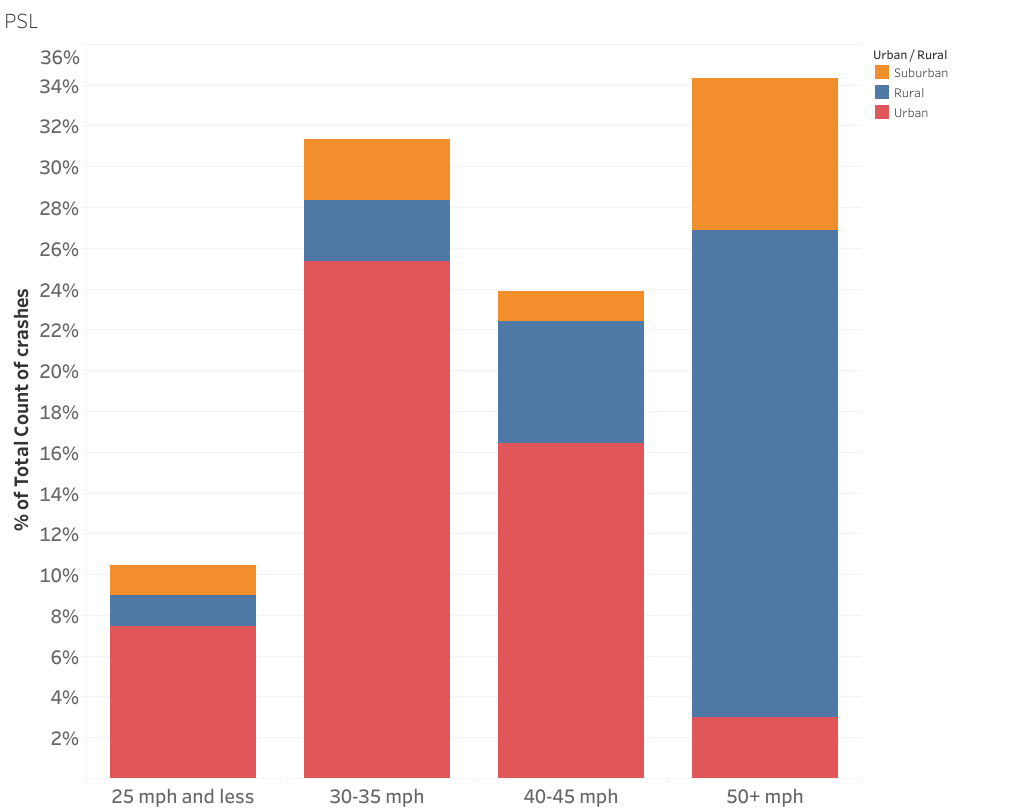 PSL
Urban / Rural
Suburban
Rural
Urban
% of Total Count of crashes
36%
34%
32%
30%
28%
26%
24%
22%
20%
18%
16%
14%
12%
10%
8%
6%
4%
2%
25 mph and less
30-35 mph
40-45 mph
50+ mph